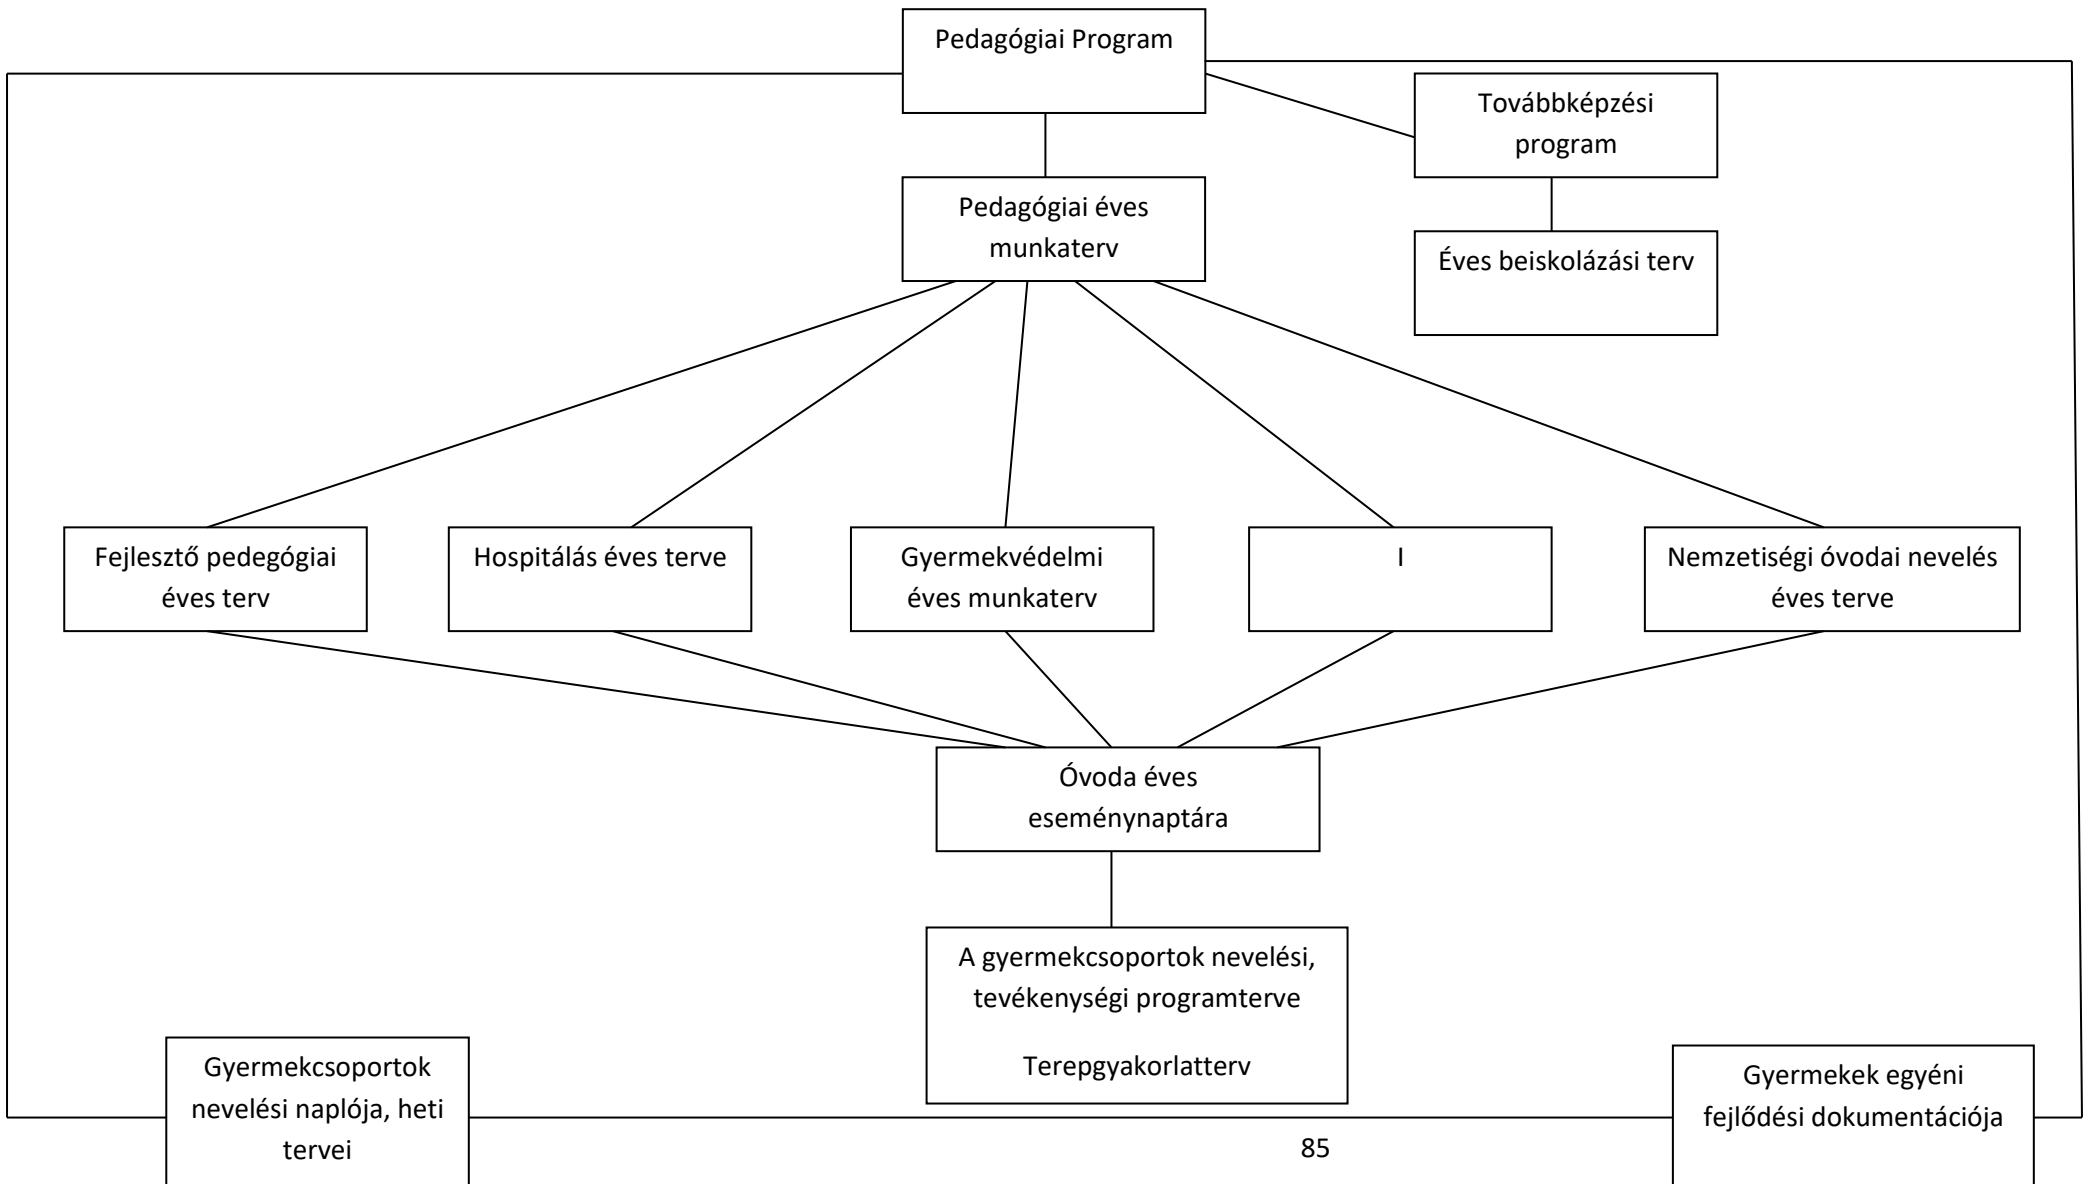 Pedagógiai Program
Továbbképzési
program
Pedagógiai éves
munkaterv
Éves beiskolázási terv
Fejlesztő pedegógiai
éves terv
Hospitálás éves terve
Gyermekvédelmi
éves munkaterv
I
Nemzetiségi óvodai nevelés
éves terve
Óvoda éves
eseménynaptára
A gyermekcsoportok nevelési,
tevékenységi programterve
Terepgyakorlatterv
Gyermekcsoportok
nevelési naplója, heti
tervei
Gyermekek egyéni
fejlődési dokumentációja
85